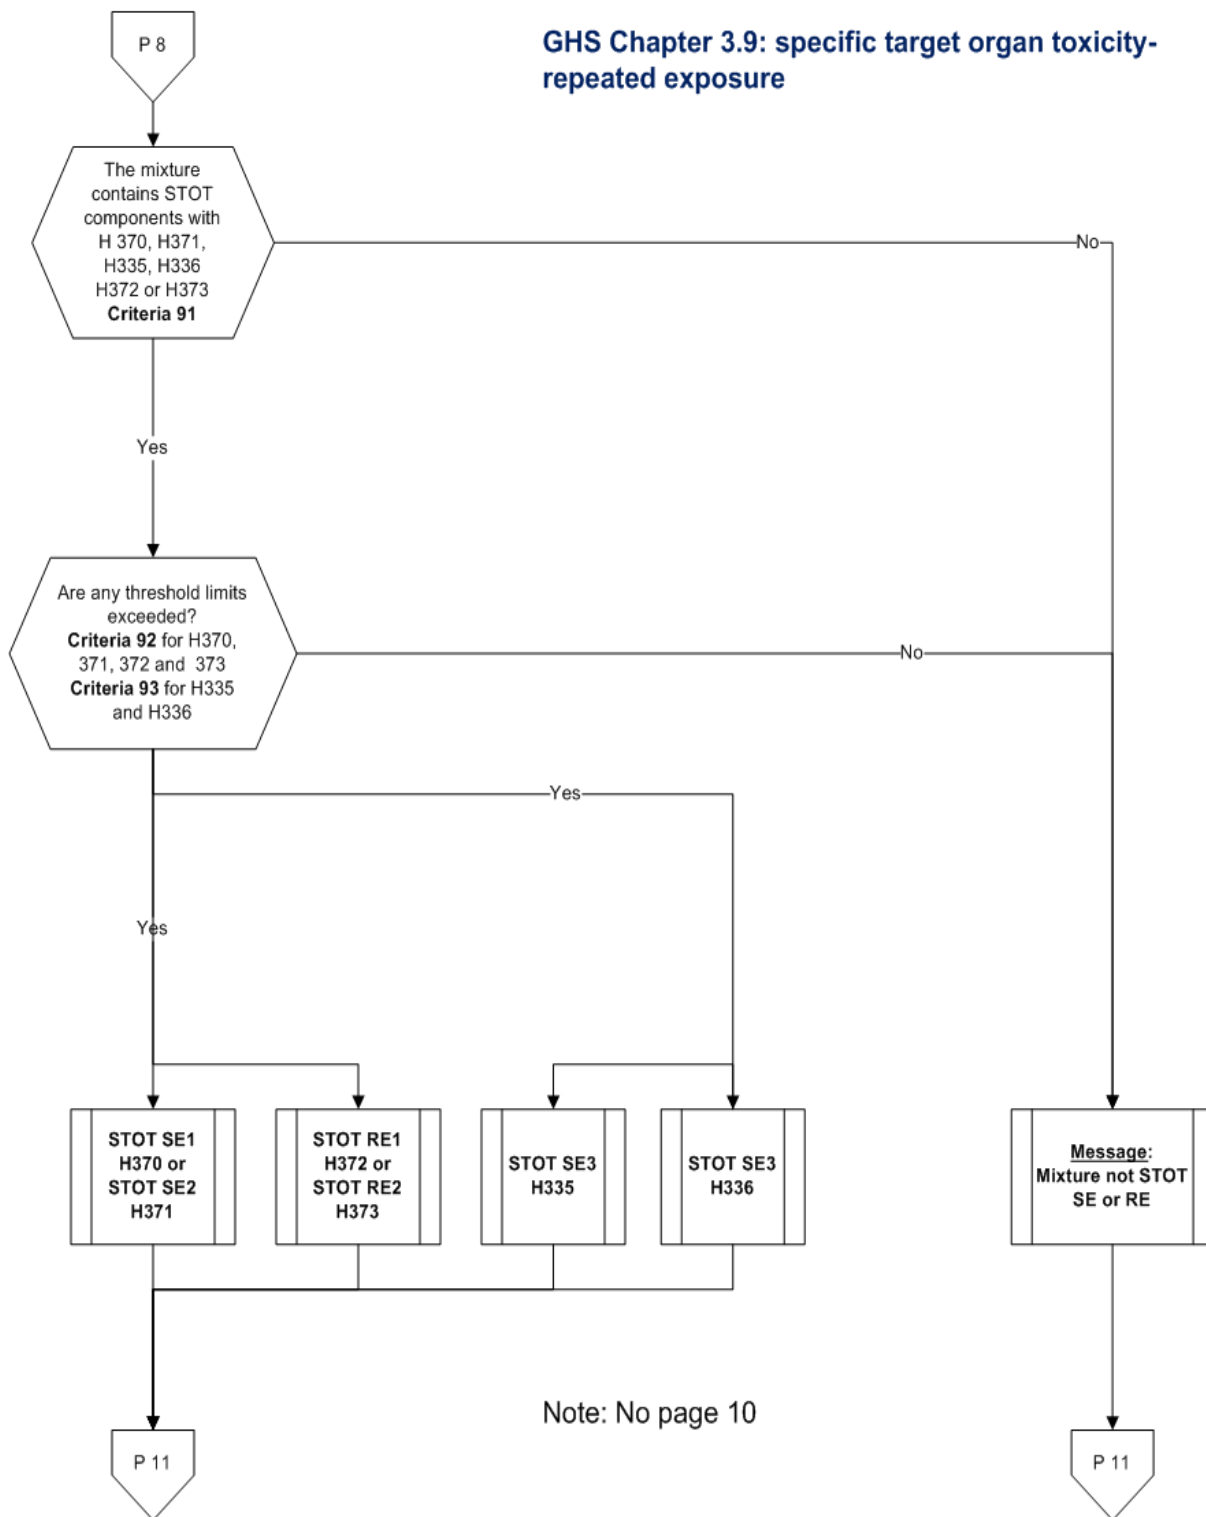 P 8
GHS Chapter 3.9: specific target organ toxicity-
repeated exposure
The mixture
contains STOT
components with
H 370, H371,
H335, H336
H372 or H373
Criteria 91
No
Yes
Are any threshold limits
exceeded?
Criteria 92 for H370,
371, 372 and 373
Criteria 93 for H335
and H336
No
Yes
Yes
STOT SE1
H370 or
STOT SE2
H371
STOT RE1
H372 or
STOT RE2
H373
STOT SE3
H335
STOT SE3
H336
Message:
Mixture not STOT
SE or RE
Note: No page 10
P 11
P 11